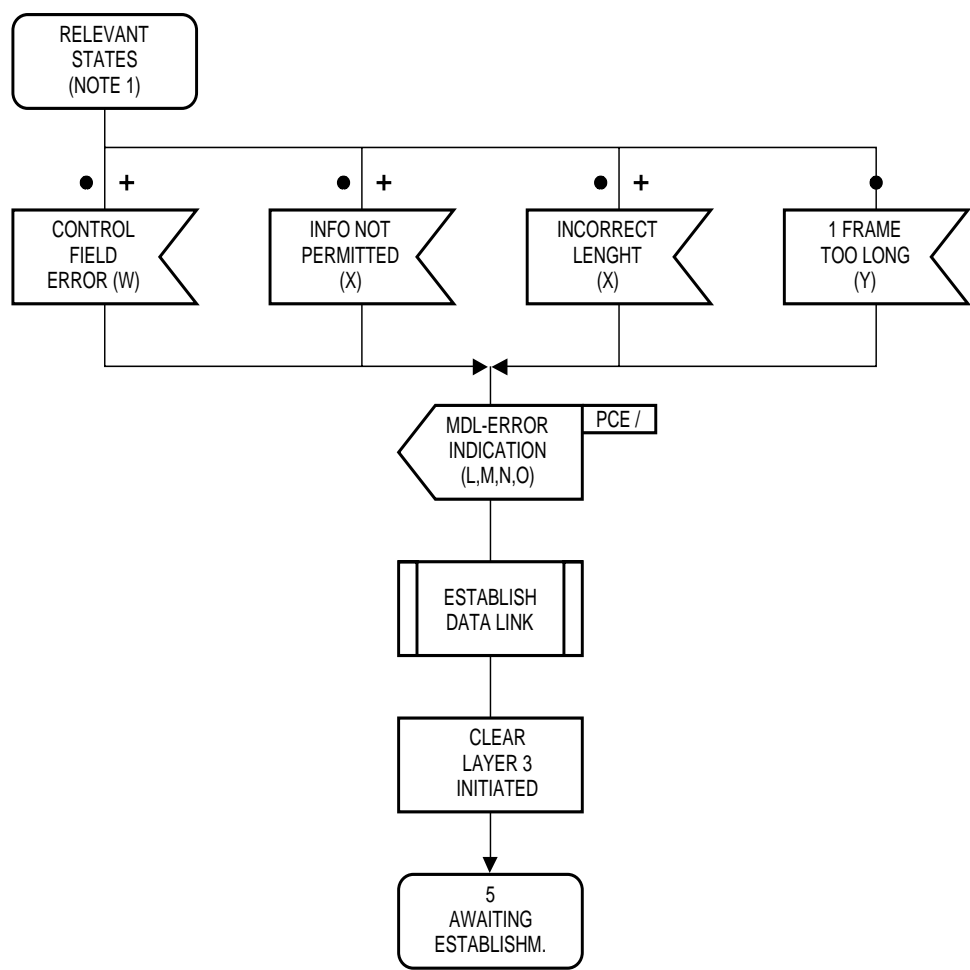 RELEVANT
STATES
(NOTE 1)
● +
● +
● +
●
CONTROL
FIELD
ERROR (W)
INFO NOT
PERMITTED
(X)
INCORRECT
LENGHT
(X)
1 FRAME
TOO LONG
(Y)
MDL-ERROR
INDICATION
(L,M,N,O)
PCE /
ESTABLISH
DATA LINK
CLEAR
LAYER 3
INITIATED
5
AWAITING
ESTABLISHM.